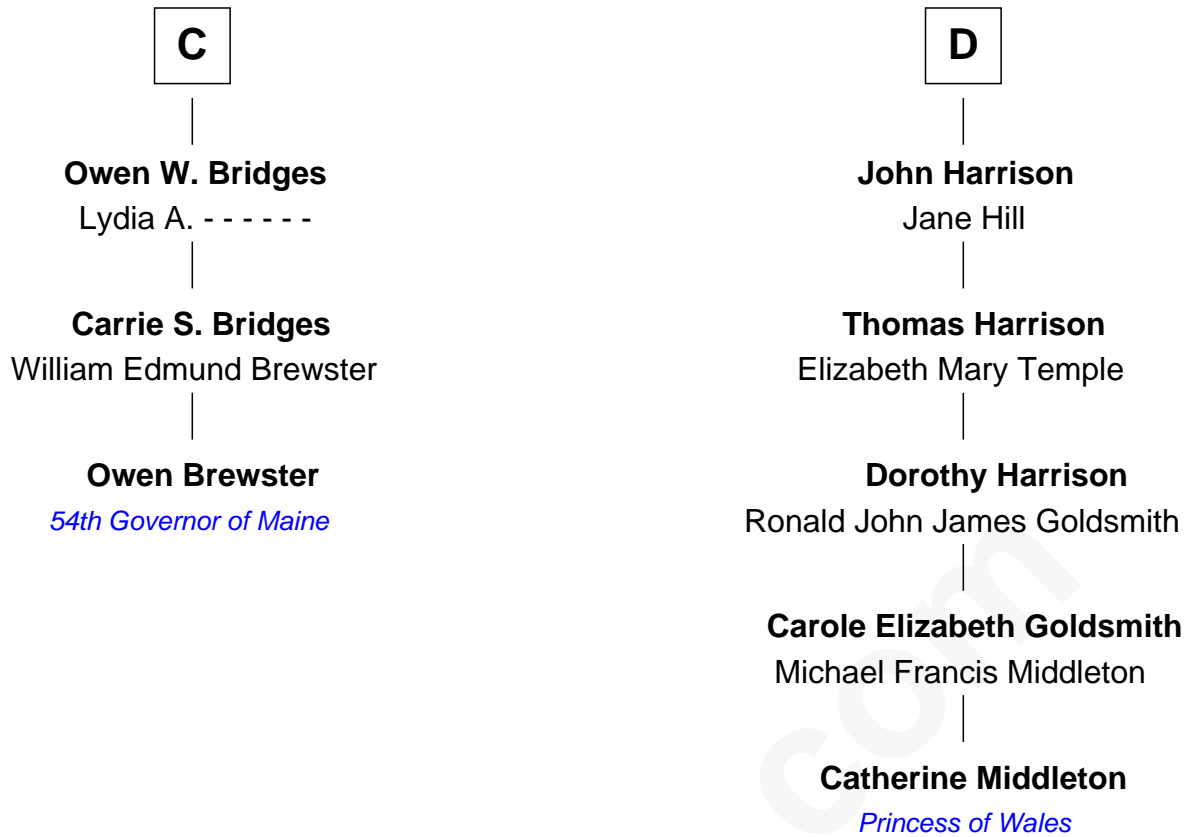 C
Owen W. Bridges
Lydia A. - - - - - -
Carrie S. Bridges
William Edmund Brewster
Owen Brewster
54th Governor of Maine
D
John Harrison
Jane Hill
Thomas Harrison
Elizabeth Mary Temple
Dorothy Harrison
Ronald John James Goldsmith
Carole Elizabeth Goldsmith
Michael Francis Middleton
Catherine Middleton
Princess of Wales
com